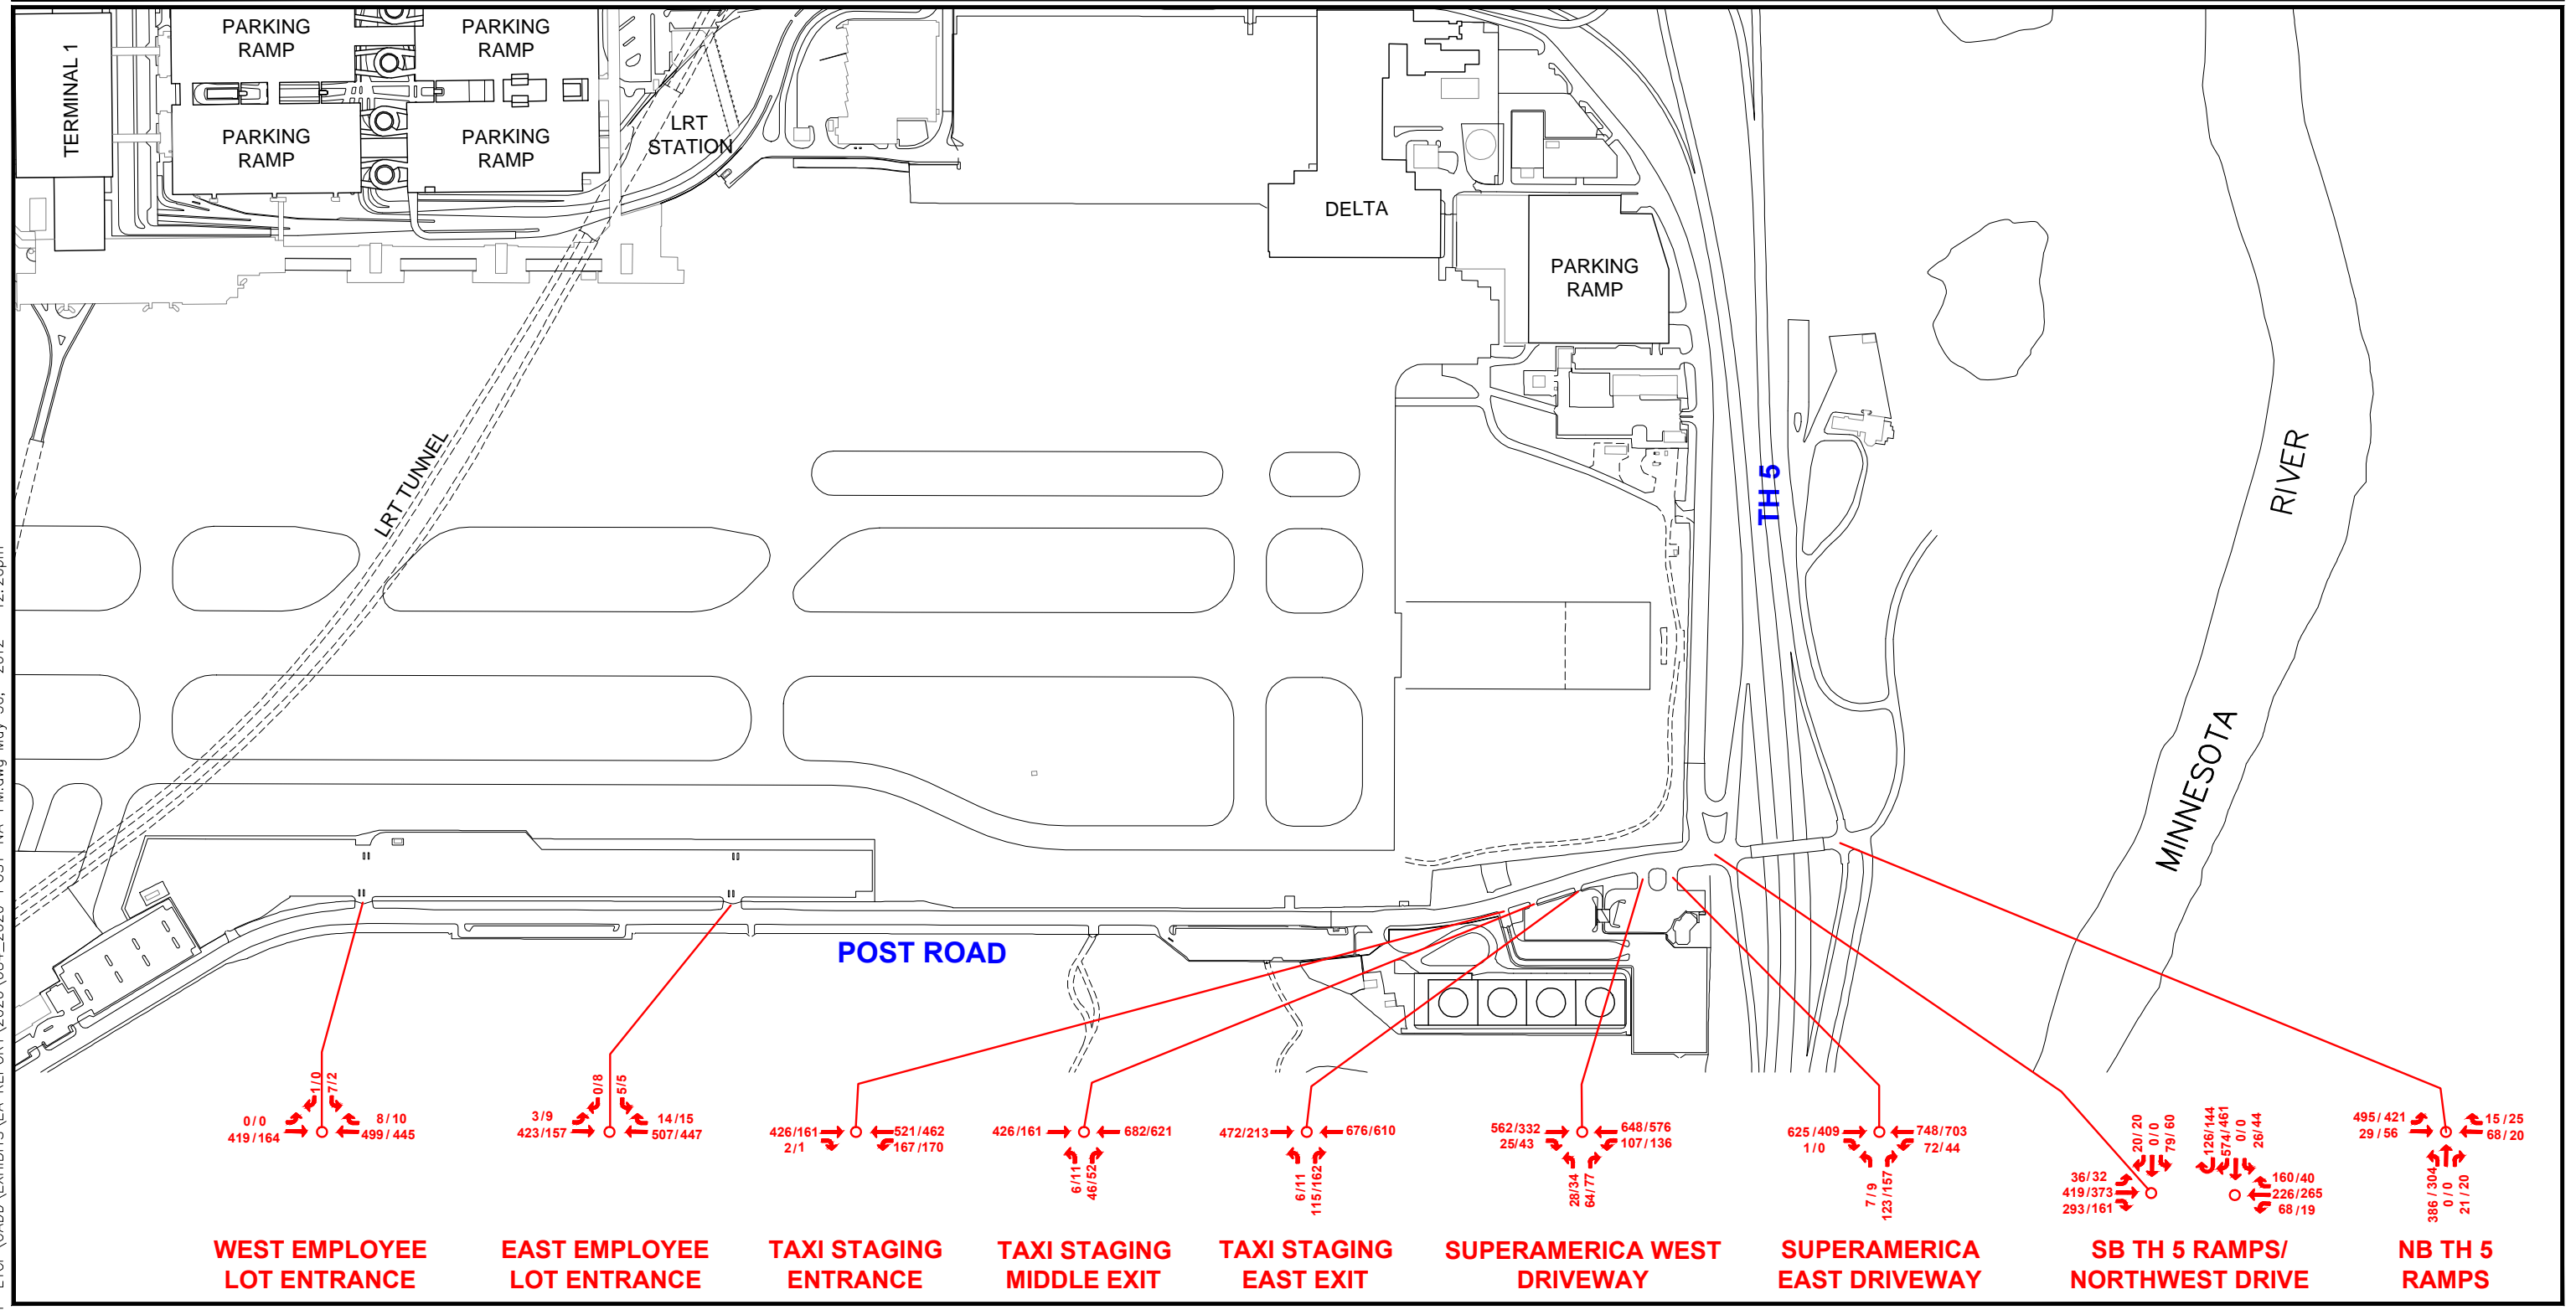 PARKING
RAMP
PARKING
RAMP
TERMINAL 1
PARKING
RAMP
PARKING
RAMP
LRT
STATION
DELTA
PARKING
RAMP
LRT TUNNEL
TH 5
RIVER
MINNESOTA
POST ROAD
1/0
7/2
0/0
419/164
8/10
499/445
0/8
5/5
3/9
423/157
14/15
507/447
426/161
2/1
521/462
167/170
426/161
682/621
6/11
46/52
472/213
676/610
6/11
115/162
562/332
25/43
648/576
107/136
28/34
64/77
625/409
1/0
748/703
72/44
7/9
123/157
20/20
0/0
79/60
36/32
419/373
293/161
126/144
574/461
0/0
26/44
160/40
226/265
68/19
495/421
29/56
15/25
68/20
386/304
0/0
21/20
WEST EMPLOYEE
LOT ENTRANCE
EAST EMPLOYEE
LOT ENTRANCE
TAXI STAGING
ENTRANCE
TAXI STAGING
MIDDLE EXIT
TAXI STAGING
EAST EXIT
SUPERAMERICA WEST
DRIVEWAY
SUPERAMERICA
EAST DRIVEWAY
SB TH 5 RAMPS/
NORTHWEST DRIVE
NB TH 5
RAMPS